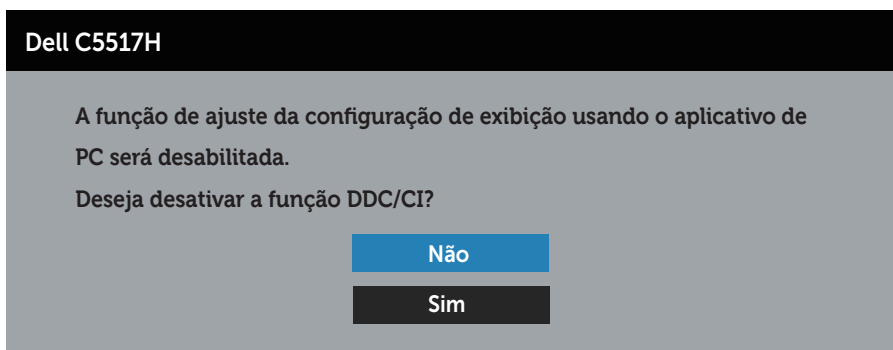 Dell C5517H
A função de ajuste da configuração de exibição usando o aplicativo de
PC será desabilitada.
Deseja desativar a função DDC/CI?
Não
Sim